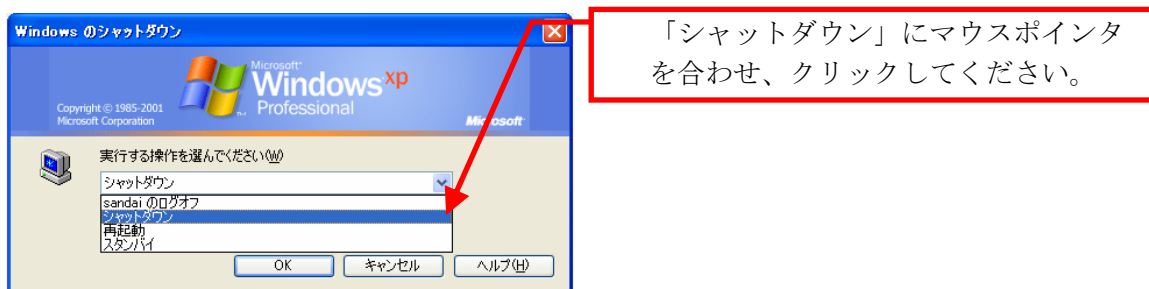 Windows のシャットダウン
「シャットダウン」にマウスポインタ
を合わせ、クリックしてください。
Microsoft
Windows xp
Professional
Copyright © 1985-2001
Microsoft Corporation
Microsoft
実行する操作を選んでください(W)
シャットダウン
sandai のログオフ
シャットダウン
再起動
スタンバイ
OK キャンセル ヘルプ(H)